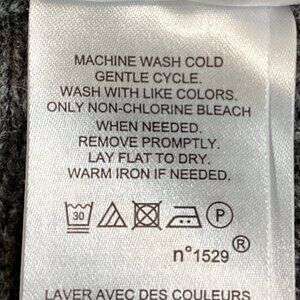 MACHINE WASH COLD
GENTLE CYCLE.
WASH WITH LIKE COLORS.
ONLY NON-CHLORINE BLEACH
WHEN NEEDED.
REMOVE PROMPTLY.
LAY FLAT TO DRY.
WARM IRON IF NEEDED.
30 P
n°1529®
LAVER AVEC DES COULEURS